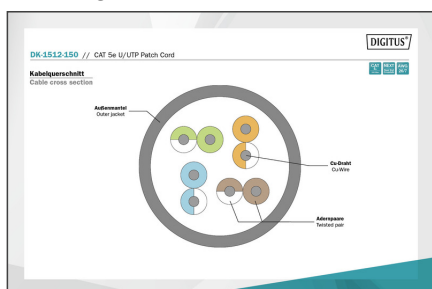 DIGITUS®
DK-1512-150 // CAT 5e U/UTP Patch Cord
Kabelquerschnitt
Cable cross section
Außenmantel
Outer jacket
Cu-Draht
Cu-Wire
Adernpaare
Twisted pair